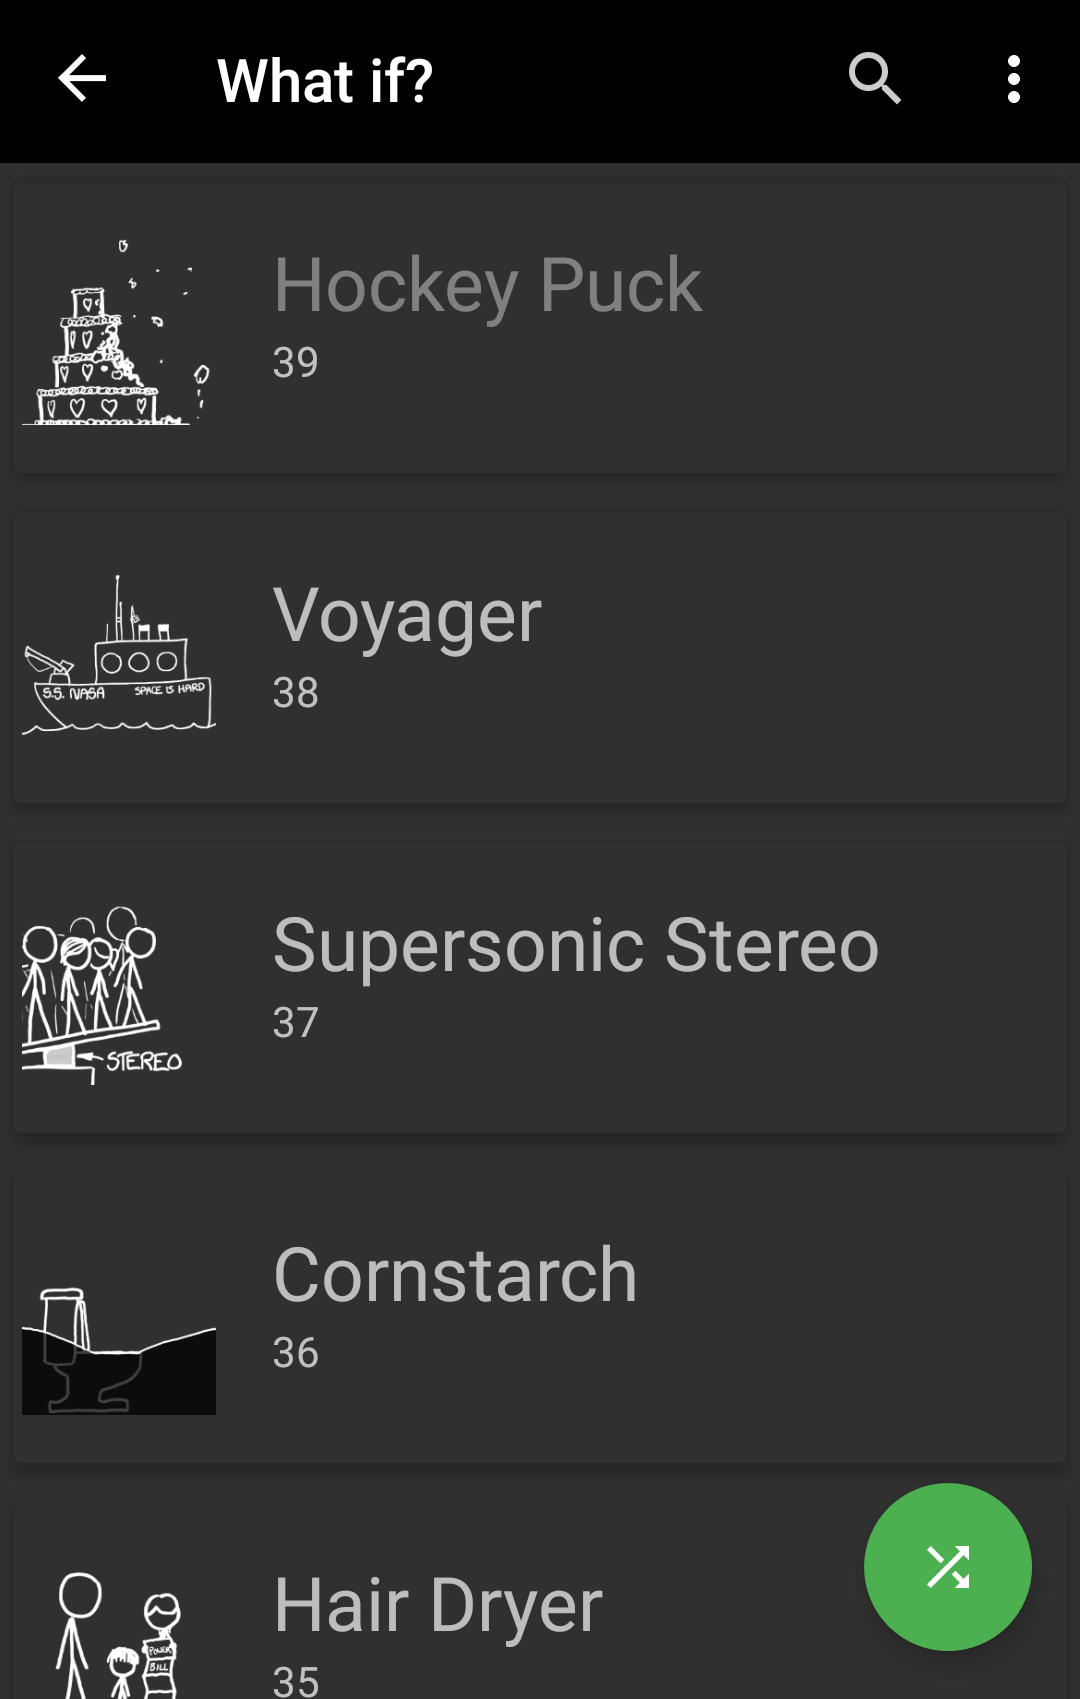 What if?
Hockey Puck
39
Voyager
38
S.S. NASA SPACE IS HARD
Supersonic Stereo
37
STEREO
Cornstarch
36
Hair Dryer
35
POWER
BILL